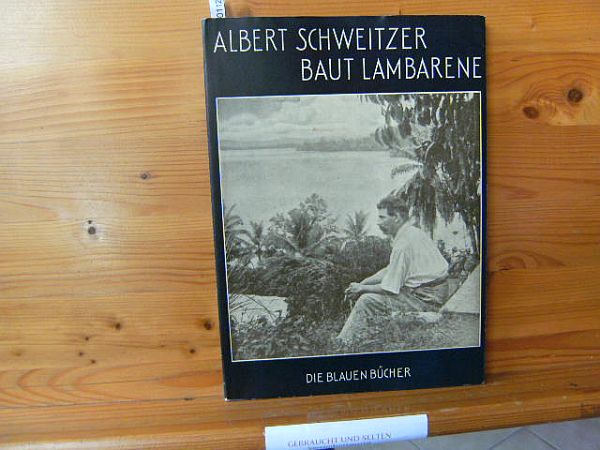 ALBERT SCHWEITZER
BAUT LAMBARENE
DIE BLAUEN BÜCHER
GEBRAUCHT UND SELTEN